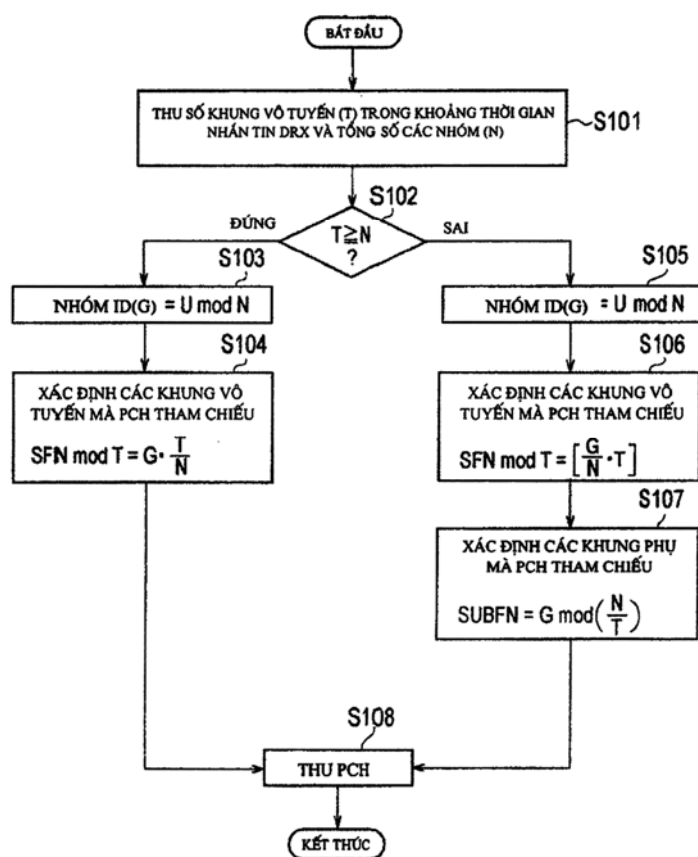 BẮT ĐẦU
THU SỐ KHUNG VÔ TUYẾN (T) TRONG KHOẢNG THỜI GIAN
NHẮN TIN DRX VÀ TỔNG SỐ CÁC NHÓM (N)
S101
S102
T≧N
?
ĐÚNG
SAI
S103
NHÓM ID(G) = U mod N
S105
NHÓM ID(G) = U mod N
S104
XÁC ĐỊNH CÁC KHUNG VÔ
TUYẾN MÀ PCH THAM CHIẾU
SFN mod T = G · T/N
S106
XÁC ĐỊNH CÁC KHUNG VÔ
TUYẾN MÀ PCH THAM CHIẾU
SFN mod T = [G/N · T]
S107
XÁC ĐỊNH CÁC KHUNG PHỤ
MÀ PCH THAM CHIẾU
SUBFN = G mod(N/T)
S108
THU PCH
KẾT THÚC